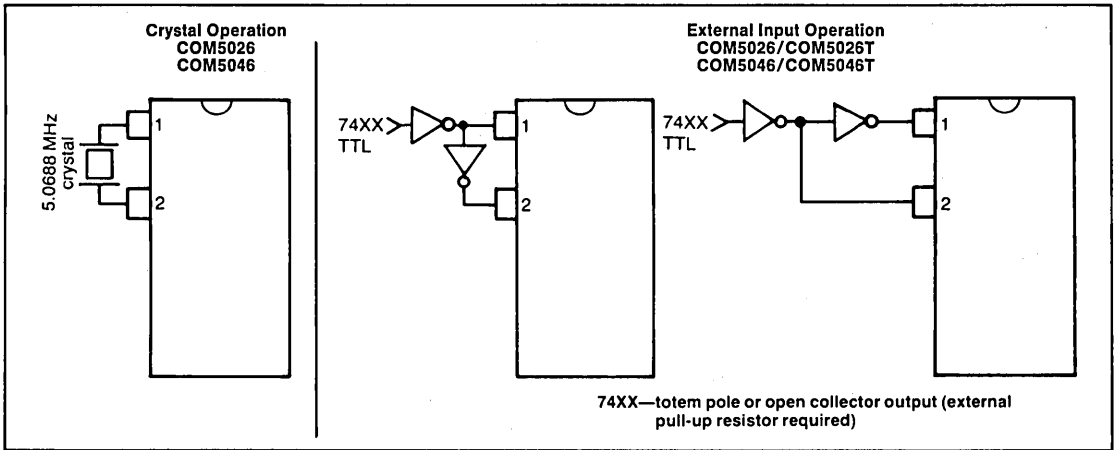 Crystal Operation
COM5026
COM5046
5.0688 MHz
crystal
1
2
External Input Operation
COM5026/COM5026T
COM5046/COM5046T
74XX
TTL
1
2
74XX
TTL
1
2
74XX—totem pole or open collector output (external
pull-up resistor required)